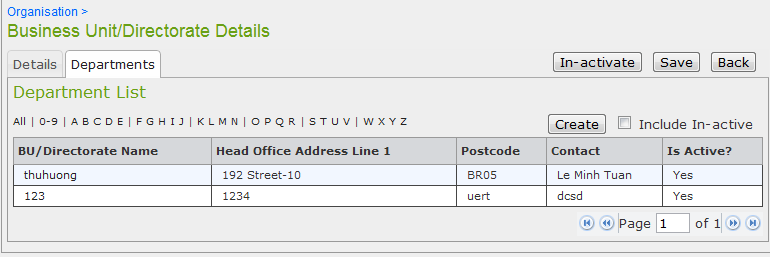 Organisation >
Business Unit/Directorate Details
Details Departments In-activate Save Back
Department List
All | 0-9 | A B C D E | F G H I J | K L M N | O P Q R | S T U V | W X Y Z
Create Include In-active
BU/Directorate Name Head Office Address Line 1 Postcode Contact Is Active?
thuhuong 192 Street-10 BR05 Le Minh Tuan Yes
123 1234 uert dcsd Yes
Page 1 of 1